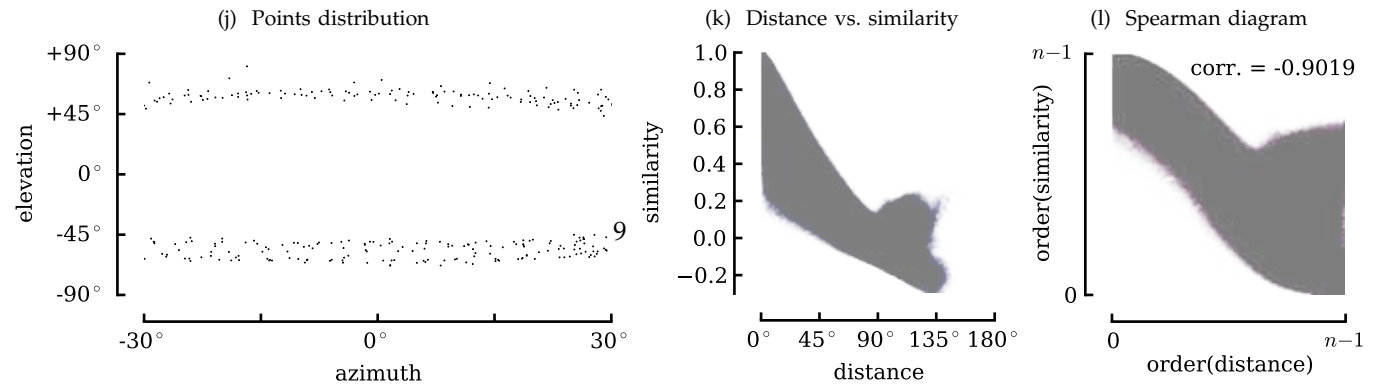 (j) Points distribution
+90°
+45°
0°
-45°
-90°
elevation
9
-30°
0°
30°
azimuth
(k) Distance vs. similarity
1.0
0.8
0.6
0.4
0.2
0.0
−0.2
similarity
0°
45°
90°
135°
180°
distance
(l) Spearman diagram
n−1
corr. = -0.9019
0
order(similarity)
0
n−1
order(distance)